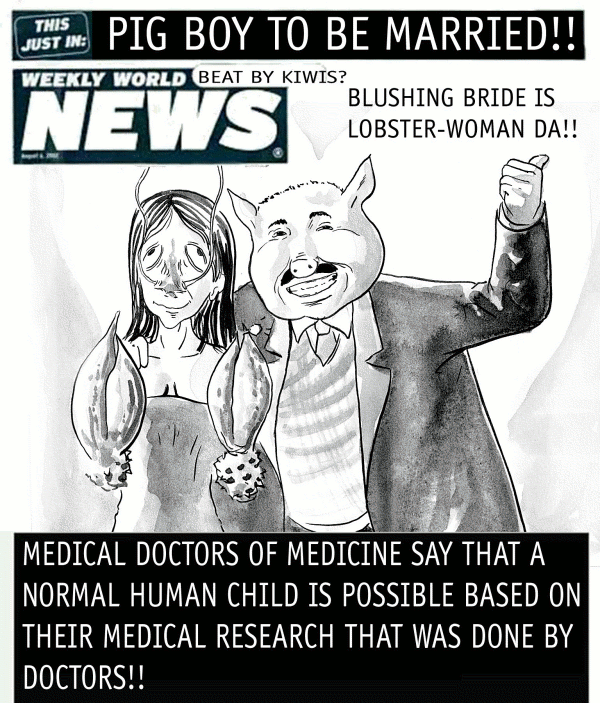 THIS
JUST IN:
PIG BOY TO BE MARRIED!!
WEEKLY WORLD
BEAT BY KIWIS?
NEWS
BLUSHING BRIDE IS
LOBSTER-WOMAN DA!!
MEDICAL DOCTORS OF MEDICINE SAY THAT A
NORMAL HUMAN CHILD IS POSSIBLE BASED ON
THEIR MEDICAL RESEARCH THAT WAS DONE BY
DOCTORS!!